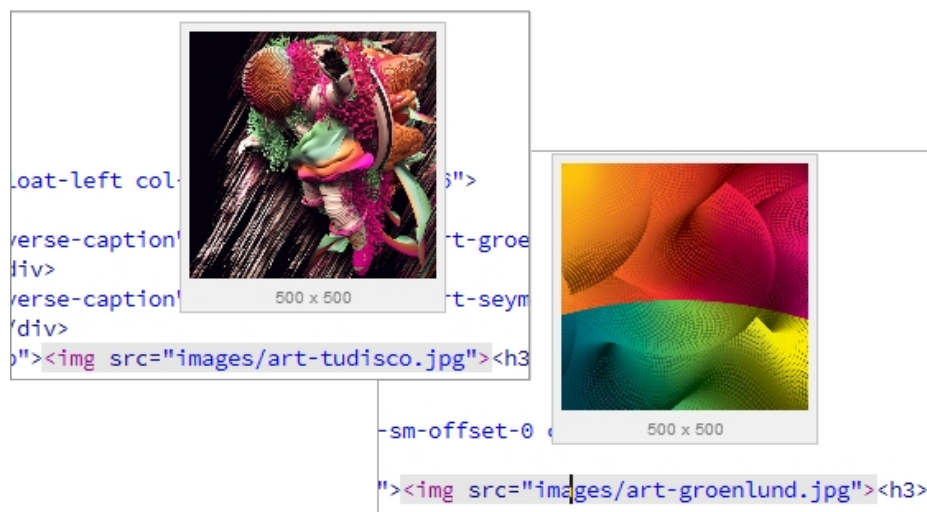 500 x 500
loat-left col- 6">
verse-caption" rt-groe
div>
verse-caption" rt-seym
/div>
"><img src="images/art-tudisco.jpg"><h3
500 x 500
-sm-offset-0
"><img src="images/art-groenlund.jpg"><h3>